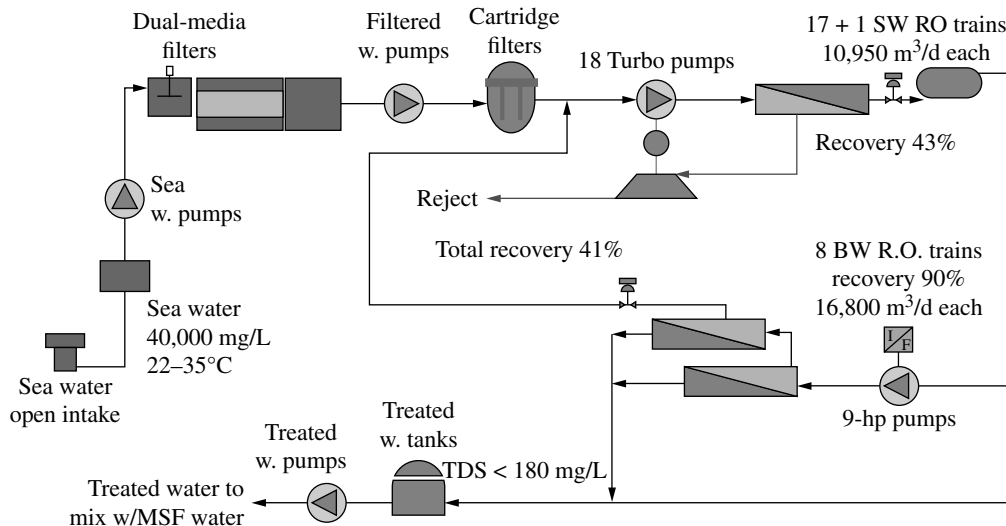 Dual-media
filters
Filtered
w. pumps
Cartridge
filters
18 Turbo pumps
17 + 1 SW RO trains
10,950 m³/d each
Recovery 43%
Sea
w. pumps
Reject
Total recovery 41%
8 BW R.O. trains
recovery 90%
16,800 m³/d each
I
F
Sea water
40,000 mg/L
22–35°C
Sea water
open intake
9-hp pumps
Treated
w. tanks
Treated
w. pumps
TDS < 180 mg/L
Treated water to
mix w/MSF water